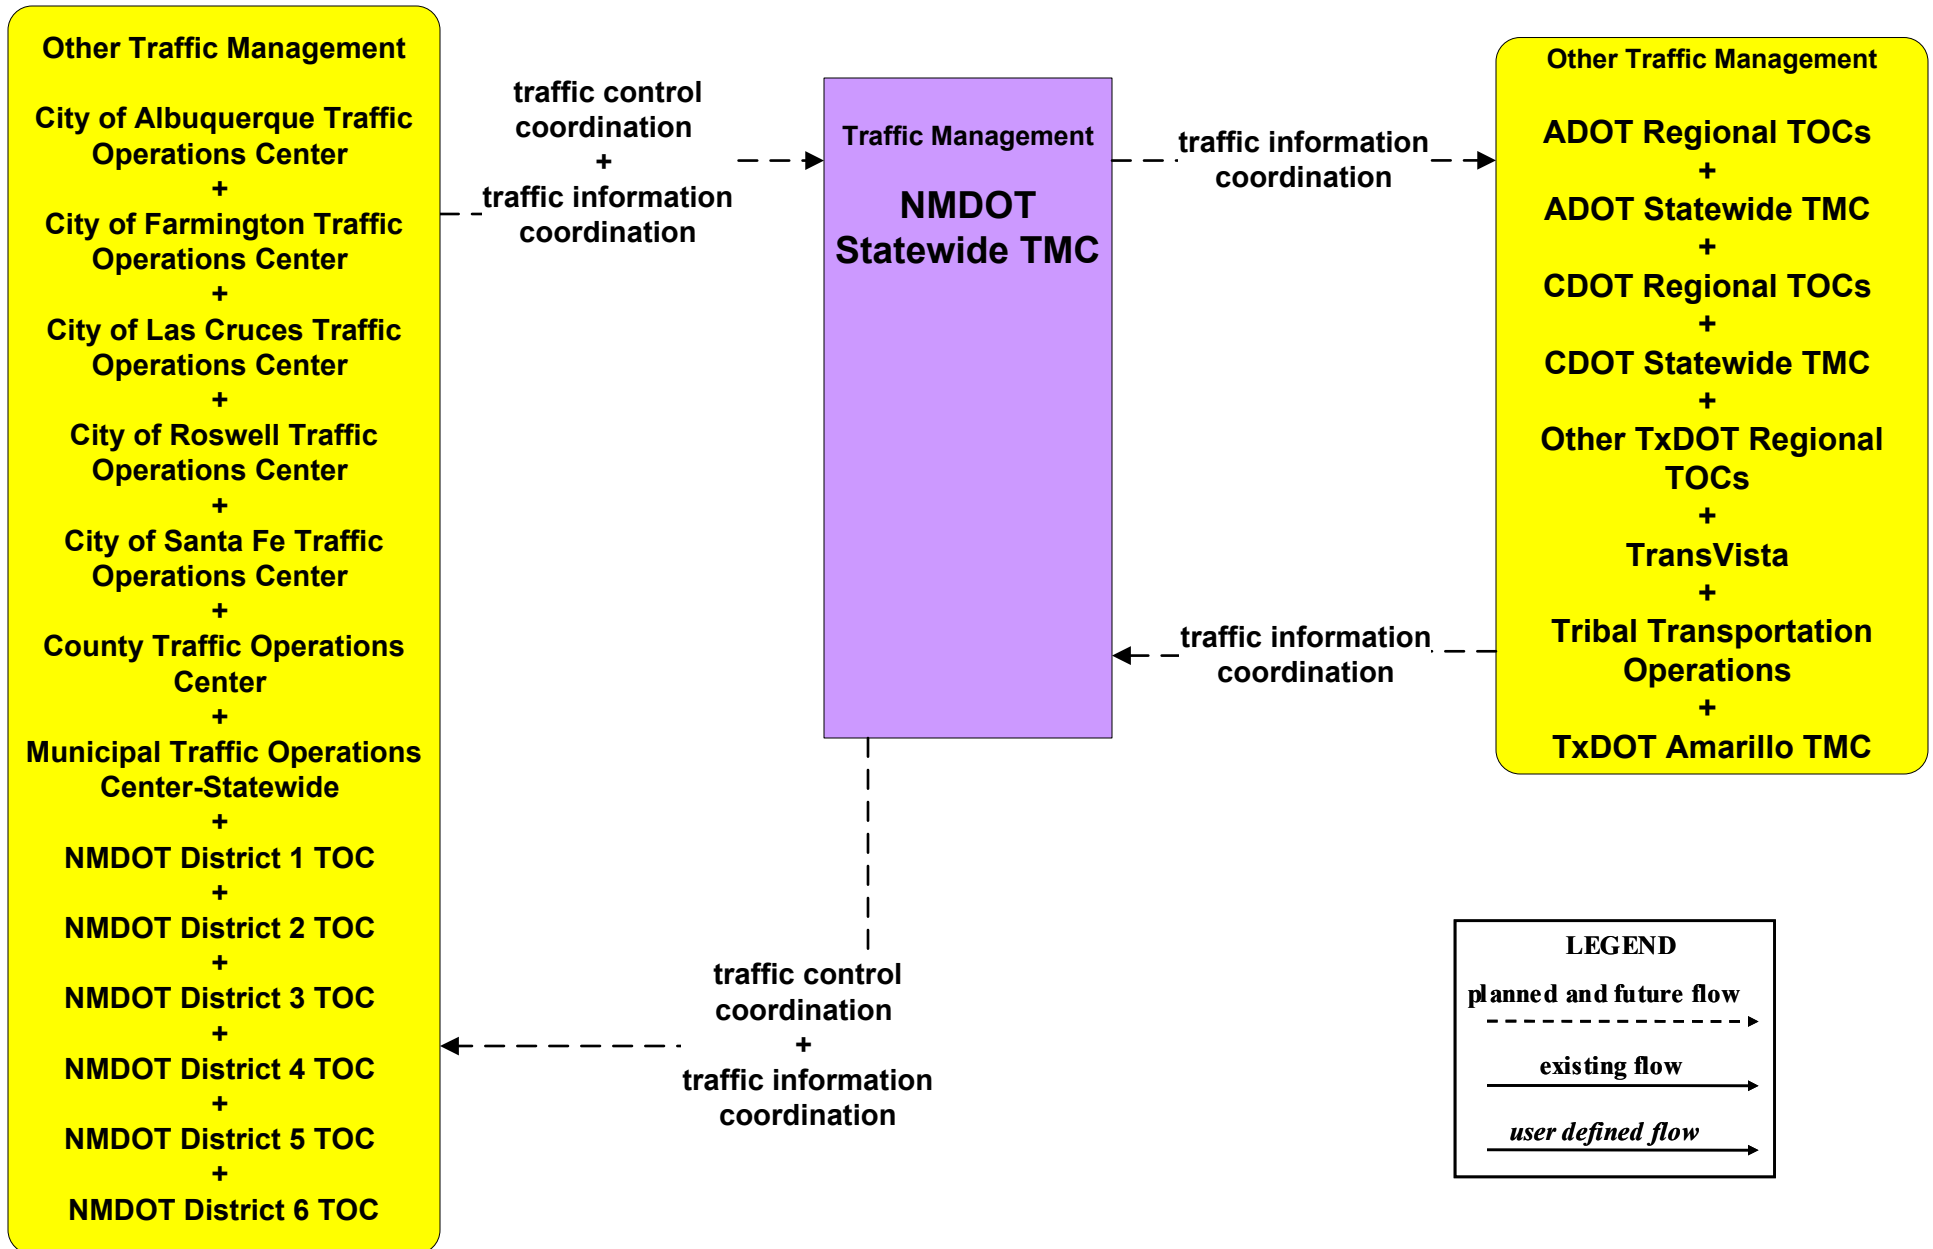 Other Traffic Management
City of Albuquerque Traffic
Operations Center
+
City of Farmington Traffic
Operations Center
+
City of Las Cruces Traffic
Operations Center
+
City of Roswell Traffic
Operations Center
+
City of Santa Fe Traffic
Operations Center
+
County Traffic Operations
Center
+
Municipal Traffic Operations
Center-Statewide
+
NMDOT District 1 TOC
+
NMDOT District 2 TOC
+
NMDOT District 3 TOC
+
NMDOT District 4 TOC
+
NMDOT District 5 TOC
+
NMDOT District 6 TOC
traffic control
coordination
+
traffic information
coordination
Traffic Management
NMDOT
Statewide TMC
traffic information
coordination
traffic information
coordination
traffic control
coordination
+
traffic information
coordination
Other Traffic Management
ADOT Regional TOCs
+
ADOT Statewide TMC
+
CDOT Regional TOCs
+
CDOT Statewide TMC
+
Other TxDOT Regional
TOCs
+
TransVista
+
Tribal Transportation
Operations
+
TxDOT Amarillo TMC
LEGEND
planned and future flow
existing flow
user defined flow